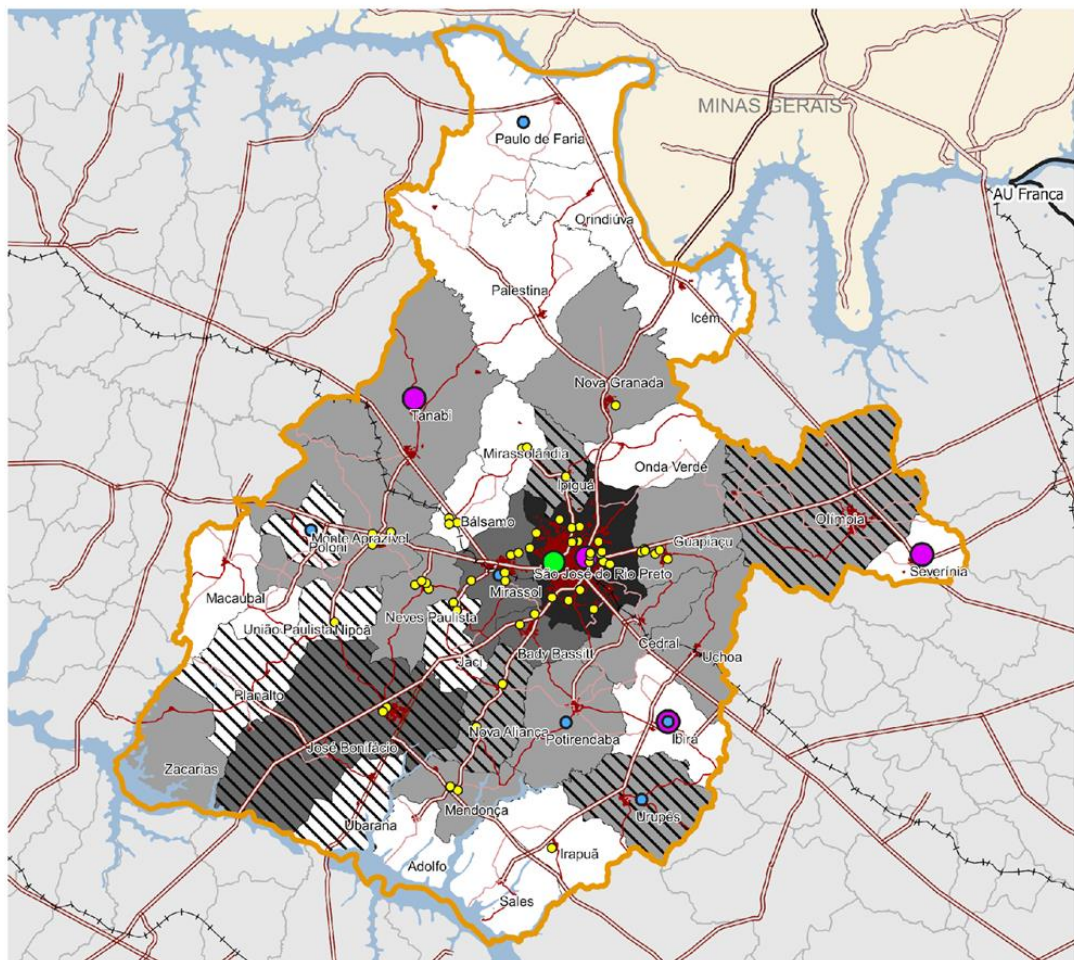 MINAS GERAIS
Paulo de Faria
AU Franca
Orindiúva
Palestina
Icém
Nova Granada
Tanabi
Mirassolândia
Onda Verde
Ipiguá
Bálsamo
Olímpia
Monte Aprazível
Poloni
Guapiaçu
Severínia
São José do Rio Preto
Macaubal
Mirassol
Neves Paulista
União Paulista
Nipoã
Cedral
Bady Bassitt
Uchoa
Jaci
Planalto
Nova Aliança
Potirendaba
Ibirá
José Bonifácio
Zacarias
Mendonça
Urupês
Ubarana
Irapuã
Adolfo
Sales